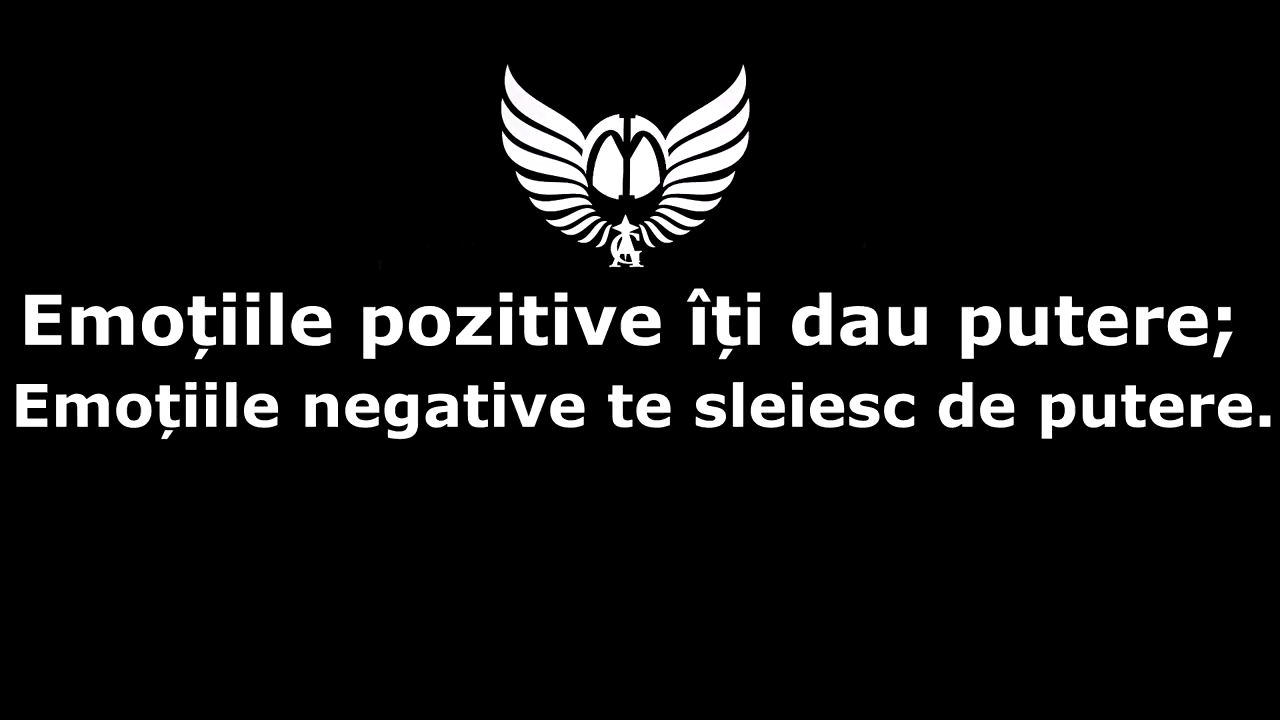 Emoțiile pozitive îți dau putere;
Emoțiile negative te sleiesc de putere.